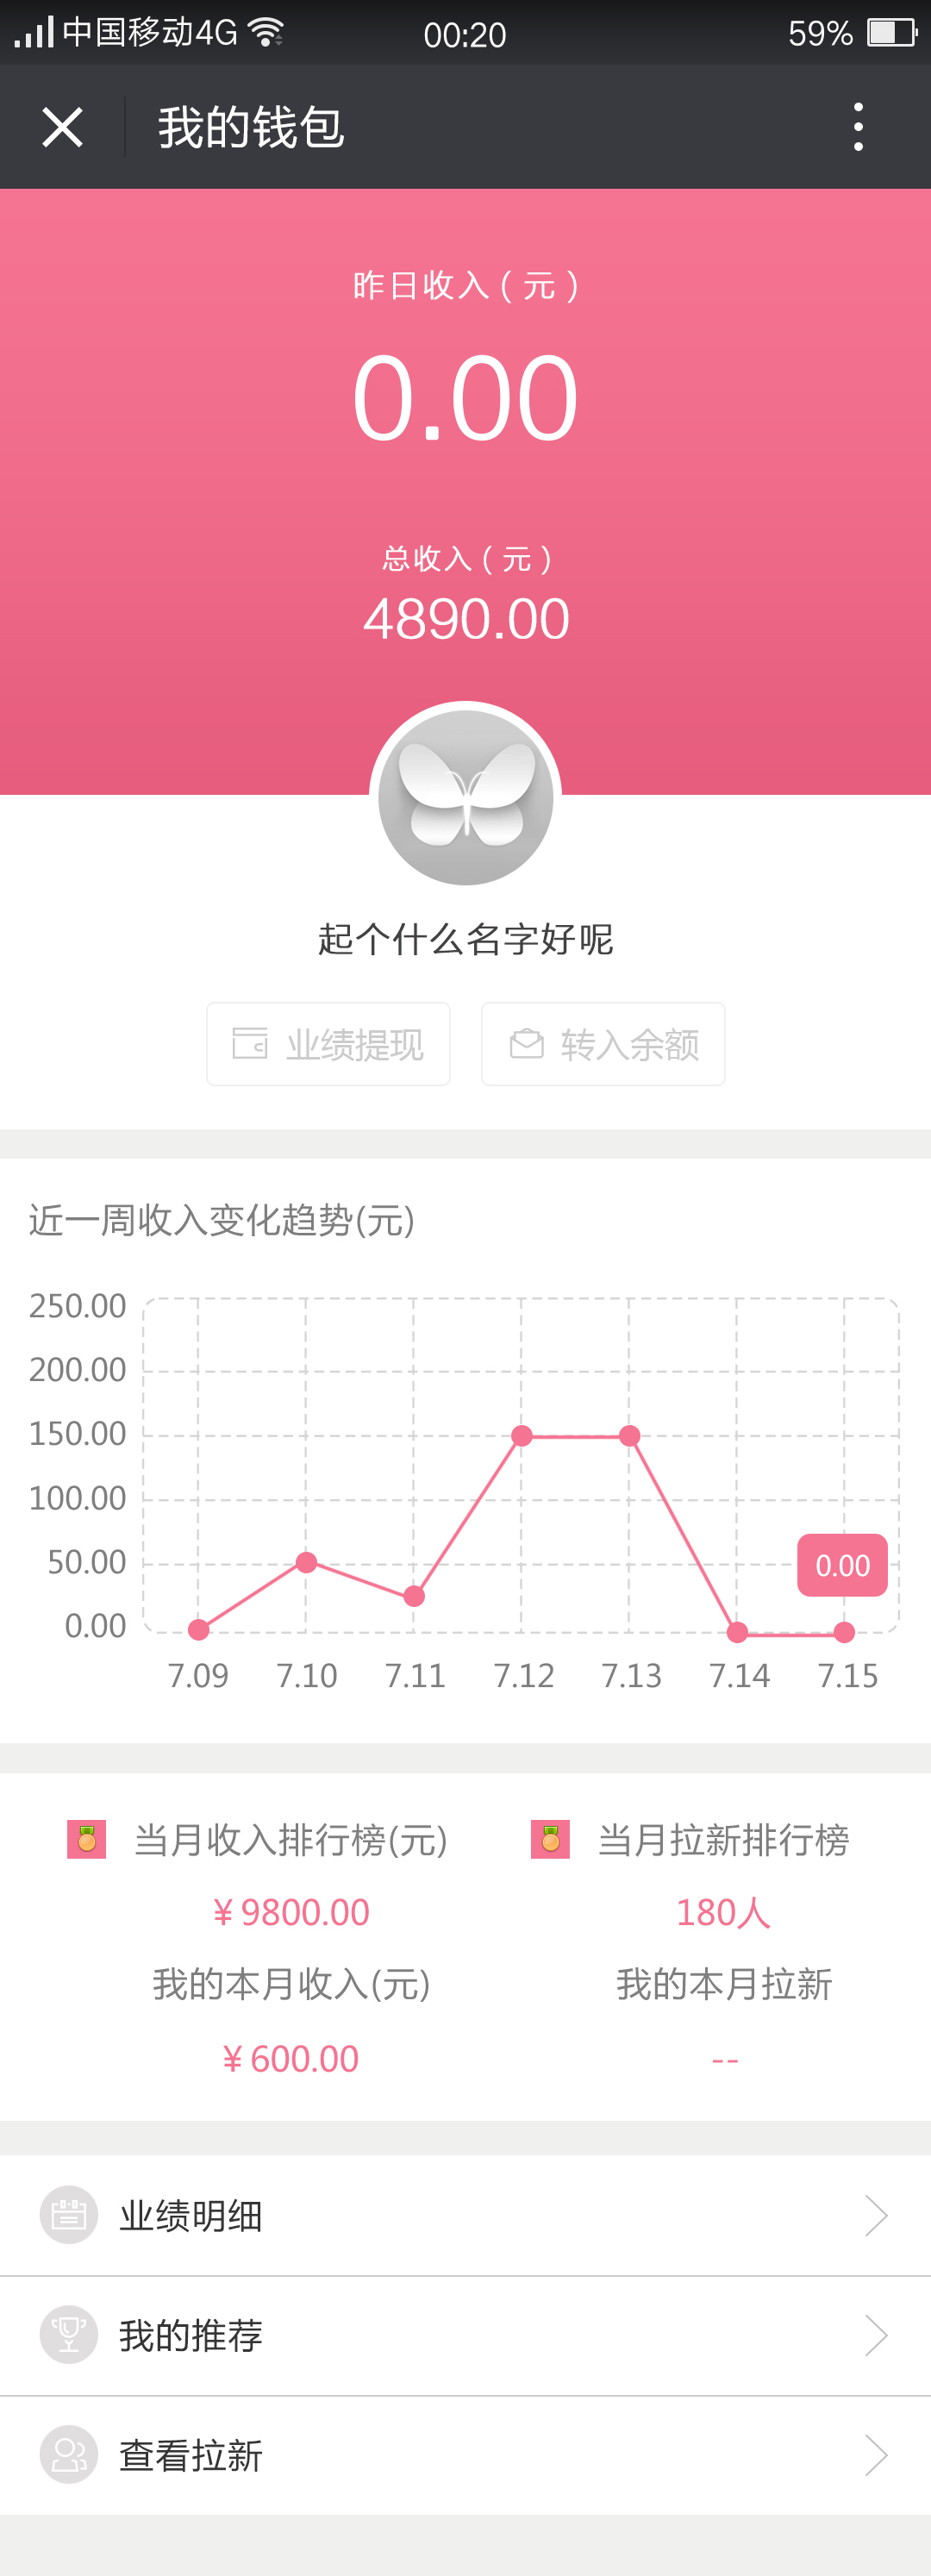 中国移动4G 00:20 59%
我的钱包
昨日收入(元)
0.00
总收入(元)
4890.00
起个什么名字好呢
业绩提现 转入余额
近一周收入变化趋势(元)
250.00
200.00
150.00
100.00
50.00
0.00
0.00
7.09 7.10 7.11 7.12 7.13 7.14 7.15
当月收入排行榜(元) 当月拉新排行榜
¥9800.00 180人
我的本月收入(元) 我的本月拉新
¥600.00 --
业绩明细
我的推荐
查看拉新